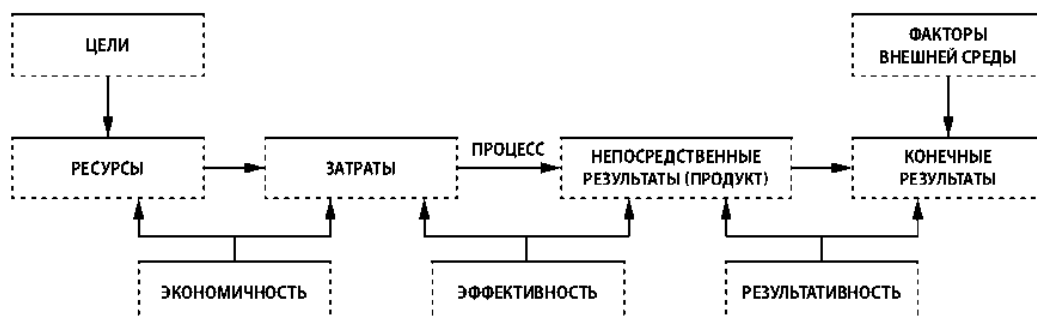 ЦЕЛИ
ФАКТОРЫ
ВНЕШНЕЙ СРЕДЫ
РЕСУРСЫ
ЗАТРАТЫ
ПРОЦЕСС
НЕПОСРЕДСТВЕННЫЕ
РЕЗУЛЬТАТЫ (ПРОДУКТ)
КОНЕЧНЫЕ
РЕЗУЛЬТАТЫ
ЭКОНОМИЧНОСТЬ
ЭФФЕКТИВНОСТЬ
РЕЗУЛЬТАТИВНОСТЬ